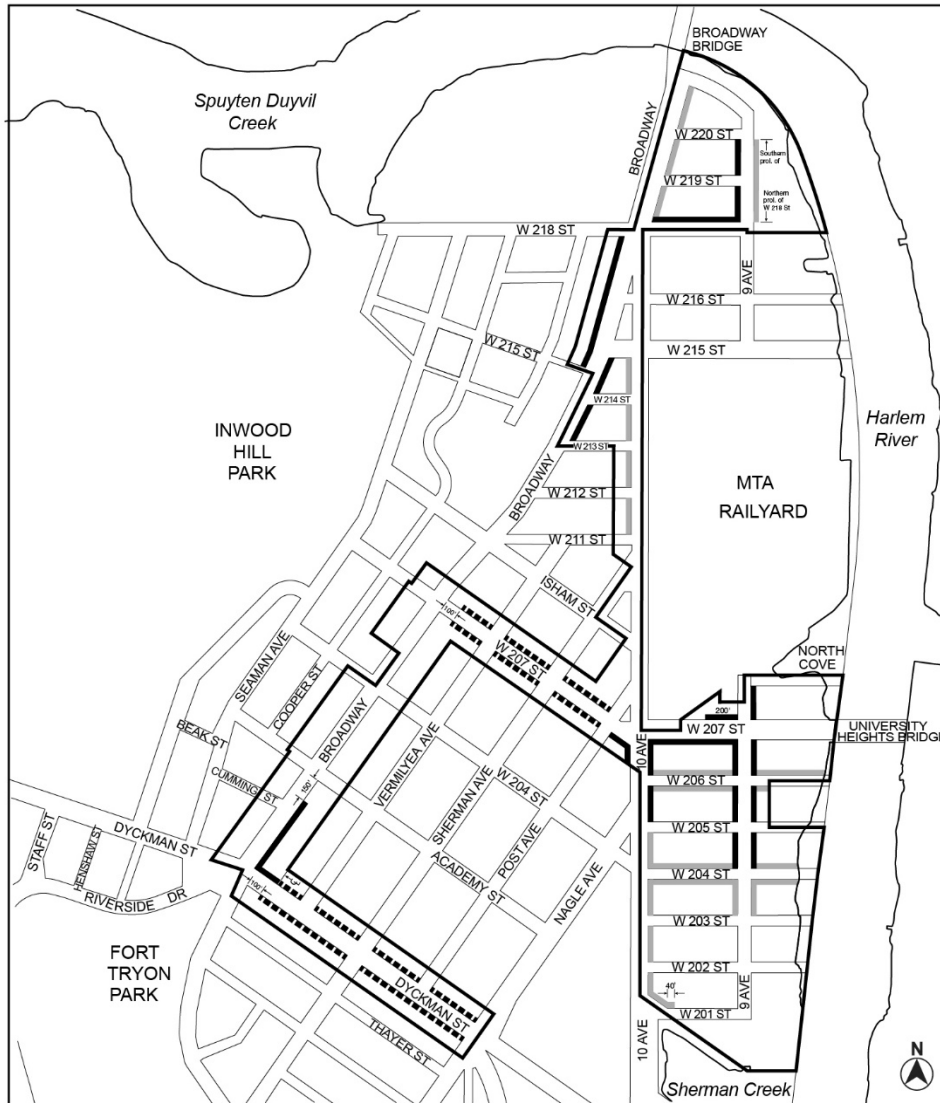 BROADWAY
BRIDGE
Spuyten Duyvil
Creek
BROADWAY
W 220 ST
Southern
prol. of
W 219 ST
Northern
prol. of
W 218 St
W 218 ST
9 AVE
W 216 ST
W 215 ST
W 215 ST
W 214 ST
Harlem
River
INWOOD
HILL
PARK
W 213 ST
BROADWAY
MTA
RAILYARD
W 212 ST
W 211 ST
ISHAM ST
100'
W 207 ST
SEAMAN AVE
COOPER ST
NORTH
COVE
200'
W 207 ST
UNIVERSITY
HEIGHTS BRIDGE
10 AVE
BROADWAY
BEAK ST
VERMILYEA AVE
W 206 ST
CUMMING ST
150'
SHERMAN AVE
W 204 ST
W 205 ST
STAFF ST
HENSHAW ST
DYCKMAN ST
POST AVE
ACADEMY ST
W 204 ST
RIVERSIDE DR
100'
NAGLE AVE
W 203 ST
FORT
TRYON
PARK
W 202 ST
DYCKMAN ST
40'
9 AVE
W 201 ST
THAYER ST
10 AVE
N
Sherman Creek